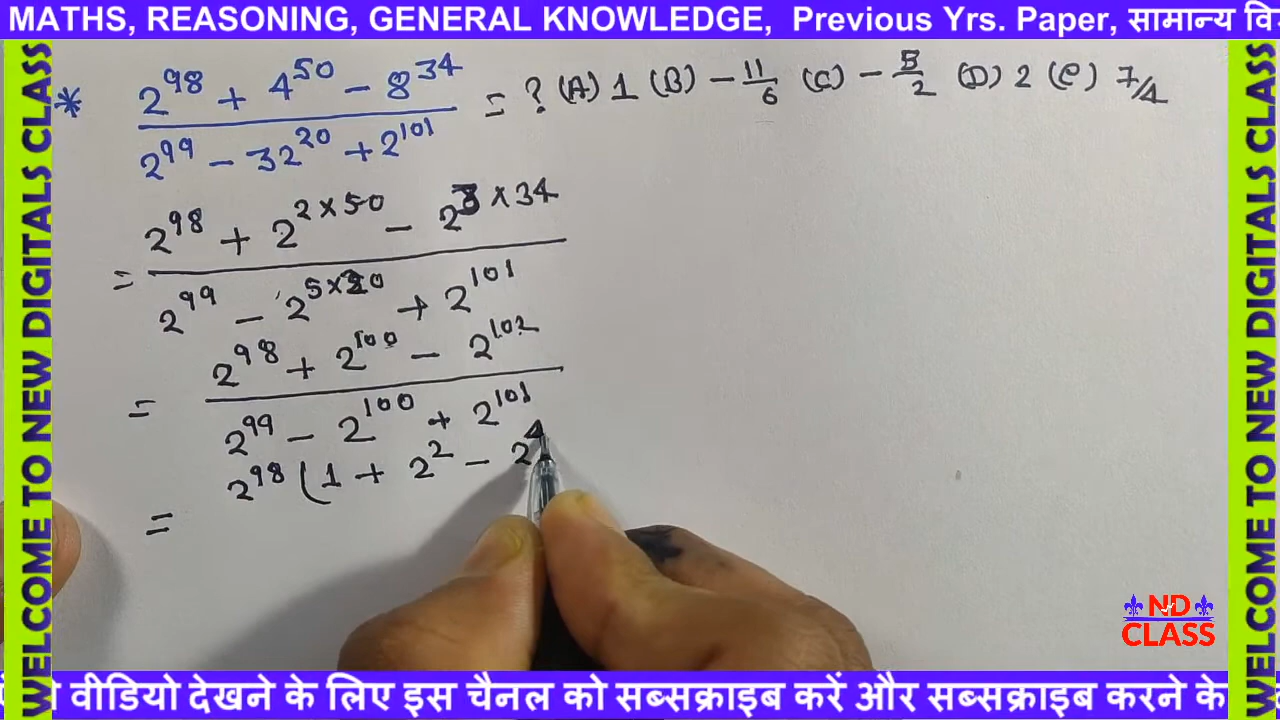 MATHS, REASONING, GENERAL KNOWLEDGE, Previous Yrs. Paper, सामान्य
WELCOME TO NEW DIGITALS CLASS
* 2^98 + 4^50 - 8^34 / 2^99 - 32^20 + 2^101 = ? (A) 1 (B) -11/6 (C) -5/2 (D) 2 (E) 7/4
= 2^98 + 2^2×50 - 2^3×34 / 2^99 - 2^5×20 + 2^101
= 2^98 + 2^100 - 2^102 / 2^99 - 2^100 + 2^101
= 2^98 (1 + 2^2 - 2^4
ND
CLASS
वीडियो देखने के लिए इस चैनल को सब्सक्राइब करें और सब्सक्राइब करने के
WELCOME TO NEW DIGITALS CLASS